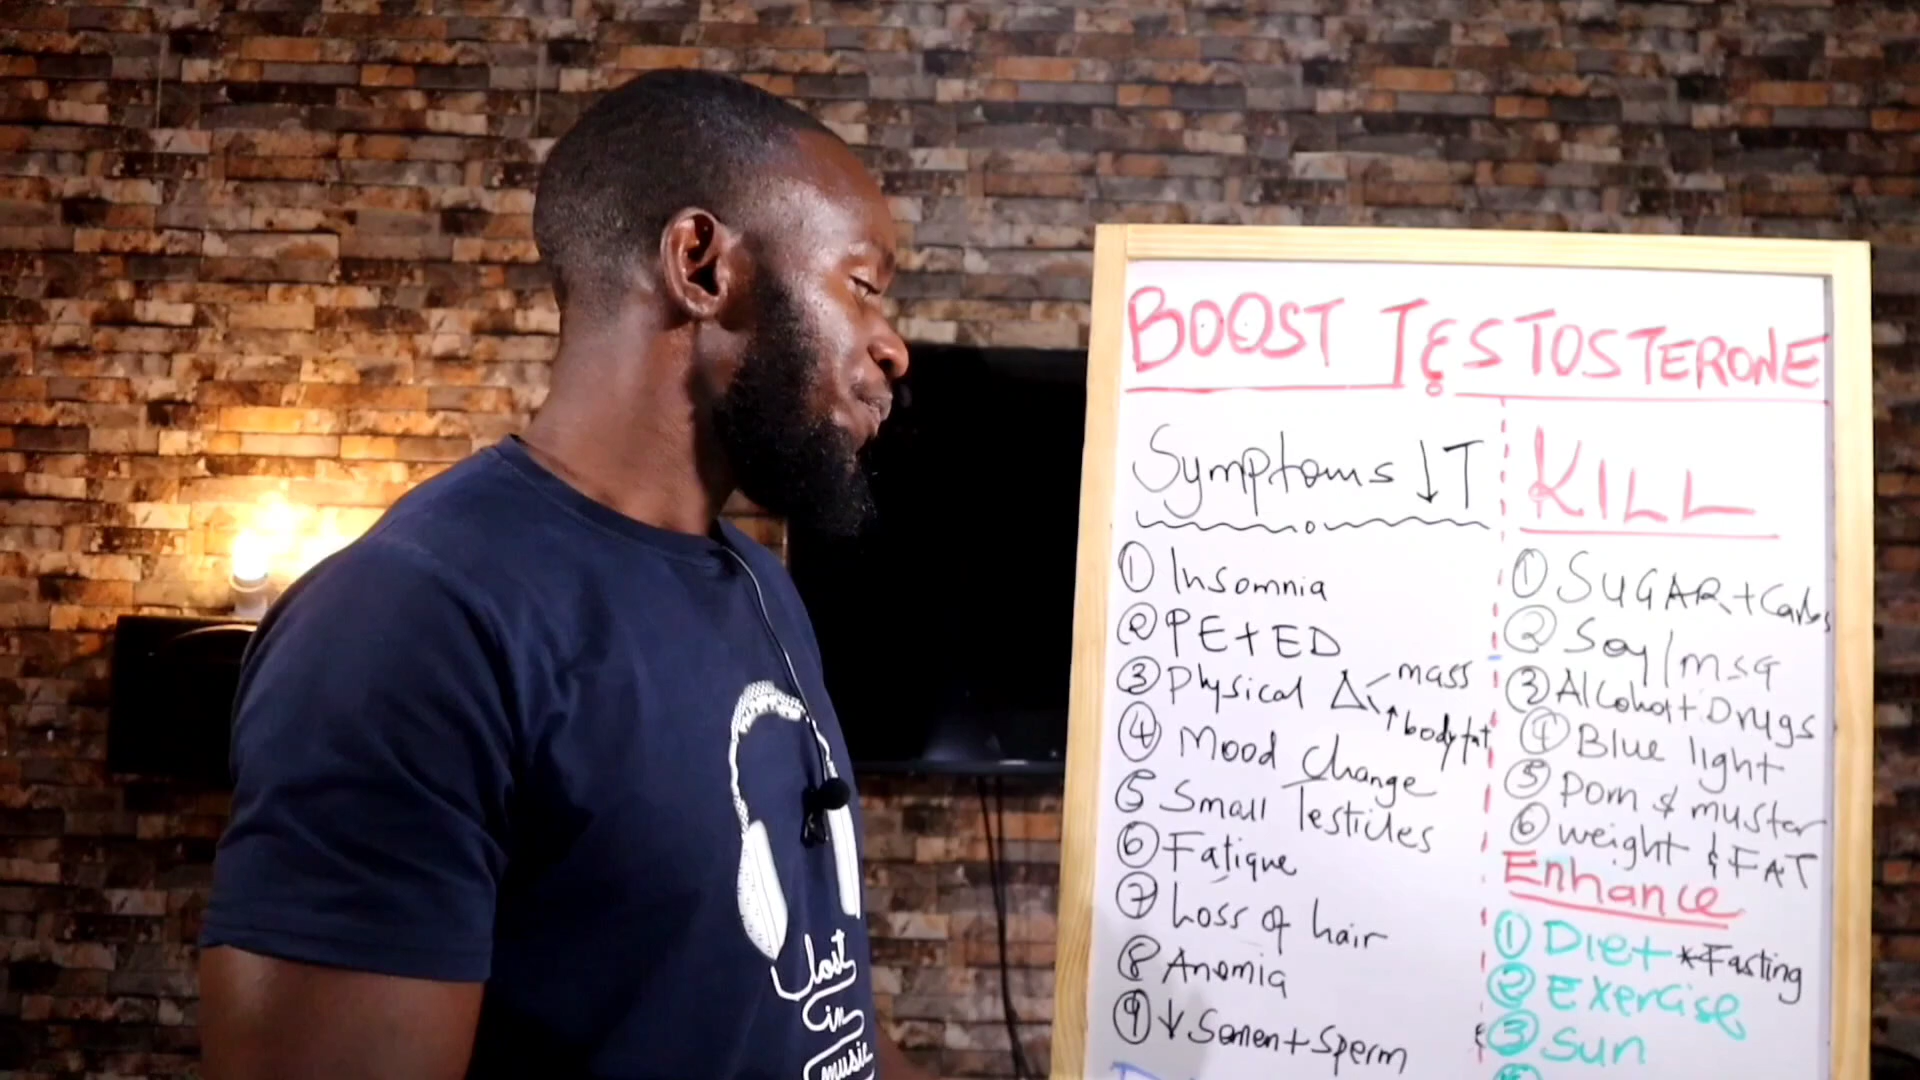 BOOST TESTOSTERONE
Symptoms ↓T
① Insomnia
② PE+ED
③ Physical Δ < mass
↑ body fat
④ Mood Change
⑤ Small Testicles
⑥ Fatigue
⑦ Loss of hair
⑧ Anemia
⑨ ↓ Semen + Sperm
KILL
① SUGAR + Carbs
② Soy / MSG
③ Alcohol + Drugs
④ Blue light
⑤ Porn & muster
⑥ weight & FAT
Enhance
① Diet *Fasting
② Exercise
③ Sun
lost
in
music